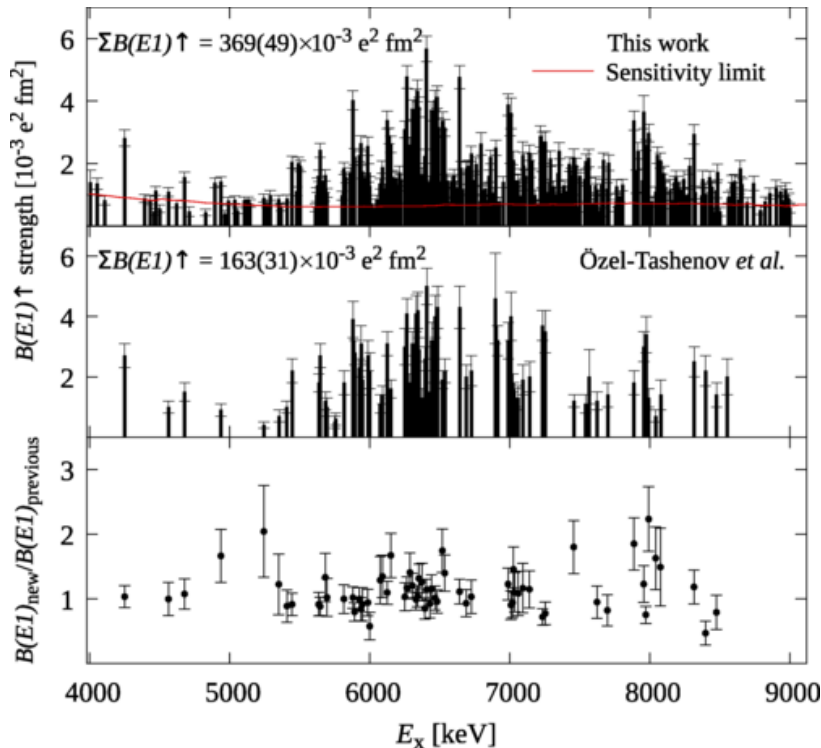 ΣB(E1)↑ = 369(49)×10⁻³ e² fm²
This work
Sensitivity limit
6
4
2
B(E1)↑ strength [10⁻³ e² fm²]
ΣB(E1)↑ = 163(31)×10⁻³ e² fm²
Özel-Tashenov et al.
6
4
2
B(E1)new/B(E1)previous
3
2
1
4000 5000 6000 7000 8000 9000
Eₓ [keV]